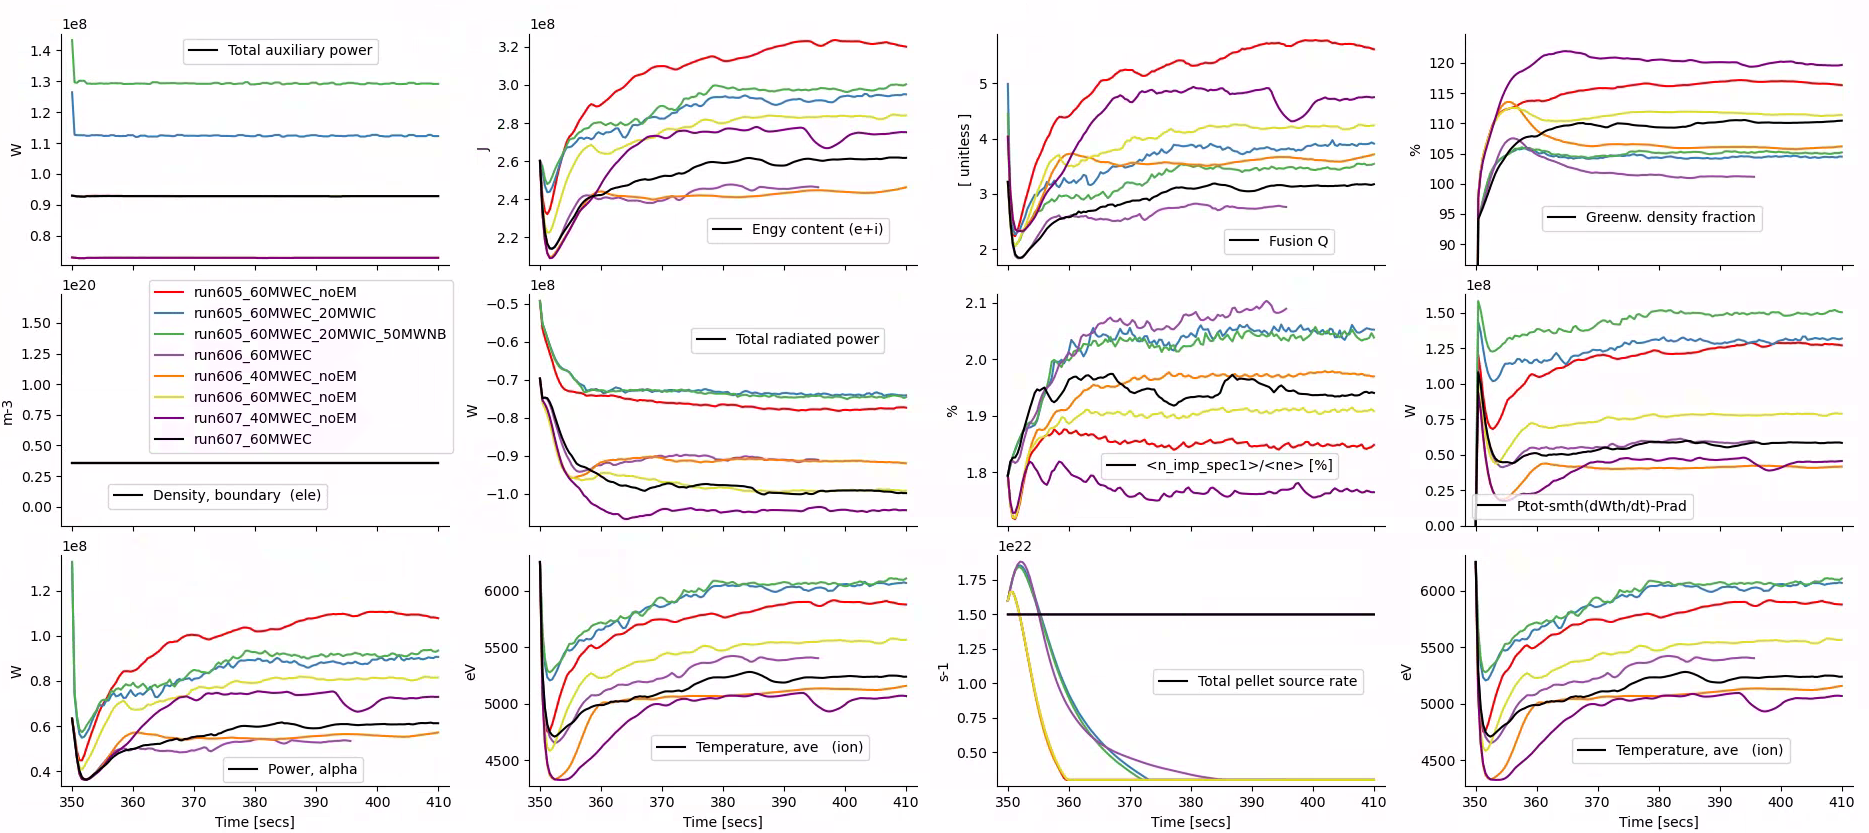 1e8
1.4
1.3
1.2
1.1
1.0
0.9
0.8
W
Total auxiliary power
1e8
3.2
3.0
2.8
2.6
2.4
2.2
J
Engy content (e+i)
5
4
3
2
[ unitless ]
Fusion Q
120
115
110
105
100
95
90
%
Greenw. density fraction
1e20
1.50
1.25
1.00
0.75
0.50
0.25
0.00
m-3
run605_60MWEC_noEM
run605_60MWEC_20MWIC
run605_60MWEC_20MWIC_50MWNB
run606_60MWEC
run606_40MWEC_noEM
run606_60MWEC_noEM
run607_40MWEC_noEM
run607_60MWEC
Density, boundary (ele)
1e8
−0.5
−0.6
−0.7
−0.8
−0.9
−1.0
W
Total radiated power
2.1
2.0
1.9
1.8
%
<n_imp_spec1>/<ne> [%]
1e8
1.50
1.25
1.00
0.75
0.50
0.25
0.00
W
Ptot-smth(dWth/dt)-Prad
1e8
1.2
1.0
0.8
0.6
0.4
W
Power, alpha
350 360 370 380 390 400 410
Time [secs]
6000
5500
5000
4500
eV
Temperature, ave (ion)
350 360 370 380 390 400 410
Time [secs]
1e22
1.75
1.50
1.25
1.00
0.75
0.50
s-1
Total pellet source rate
350 360 370 380 390 400 410
Time [secs]
6000
5500
5000
4500
eV
Temperature, ave (ion)
350 360 370 380 390 400 410
Time [secs]